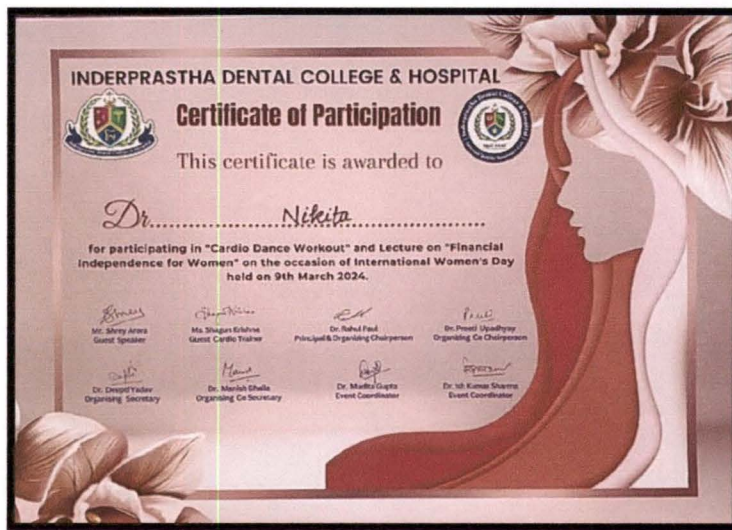 INDERPRASTHA DENTAL COLLEGE & HOSPITAL
Certificate of Participation
This certificate is awarded to
Dr. Nikita
for participating in "Cardio Dance Workout" and Lecture on "Financial
Independence for Women" on the occasion of International Women's Day
held on 9th March 2024.
Mr. Shrey Arora
Guest Speaker
Ms. Shagun Krishna
Guest Cardio Trainer
Dr. Rahul Paul
Principal & Organizing Chairperson
Dr. Preeti Upadhyay
Organizing Co Chairperson
Dr. Deepti Yadav
Organising Secretary
Dr. Manish Bhalla
Organising Co Secretary
Dr. Mudita Gupta
Event Coordinator
Dr. Ish Kumar Sharma
Event Coordinator